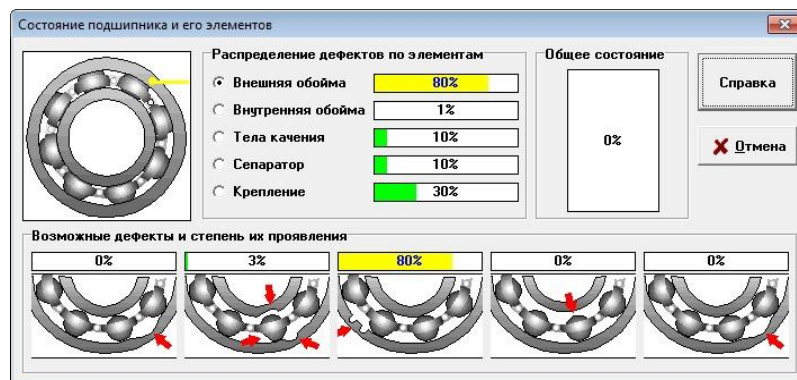 Состояние подшипника и его элементов
Распределение дефектов по элементам
Внешняя обойма 80%
Внутренняя обойма 1%
Тела качения 10%
Сепаратор 10%
Крепление 30%
Общее состояние
0%
Справка
Отмена
Возможные дефекты и степень их проявления
0% 3% 80% 0% 0%